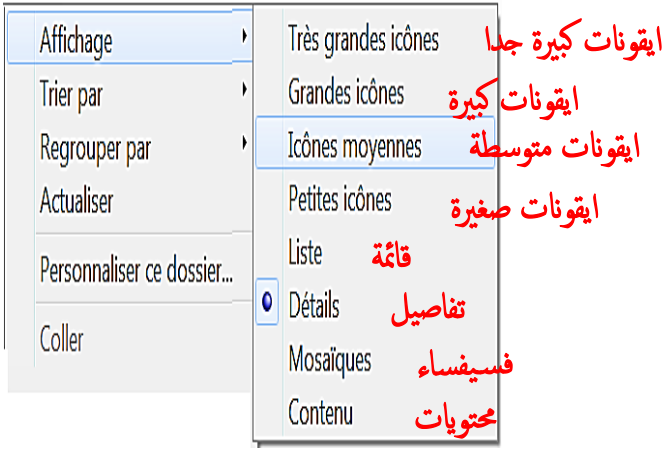 Affichage
Trier par
Regrouper par
Actualiser
Personnaliser ce dossier...
Coller
Très grandes icônes ايقونات كبيرة جدا
Grandes icônes ايقونات كبيرة
Icônes moyennes ايقونات متوسطة
Petites icônes ايقونات صغيرة
Liste قائمة
Détails تفاصيل
Mosaïques فسيفساء
Contenu محتويات